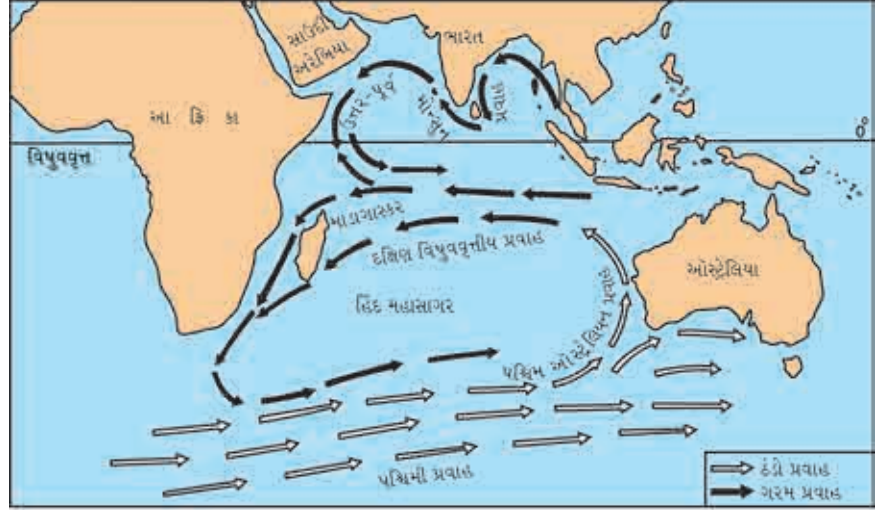 સાઉદી
અરેબિયા
ભારત
ઉત્તર-પૂર્વ
મોન્સુન
પ્રવાહ
આ ફ્રિ કા
0°
વિષુવવૃત્ત
માડાગાસ્કર
દક્ષિણ વિષુવવૃત્તીય પ્રવાહ
ઑસ્ટ્રેલિયા
હિંદ મહાસાગર
પશ્ચિમ ઑસ્ટ્રેલિયન પ્રવાહ
પશ્ચિમી પ્રવાહ
ઠંડો પ્રવાહ
ગરમ પ્રવાહ